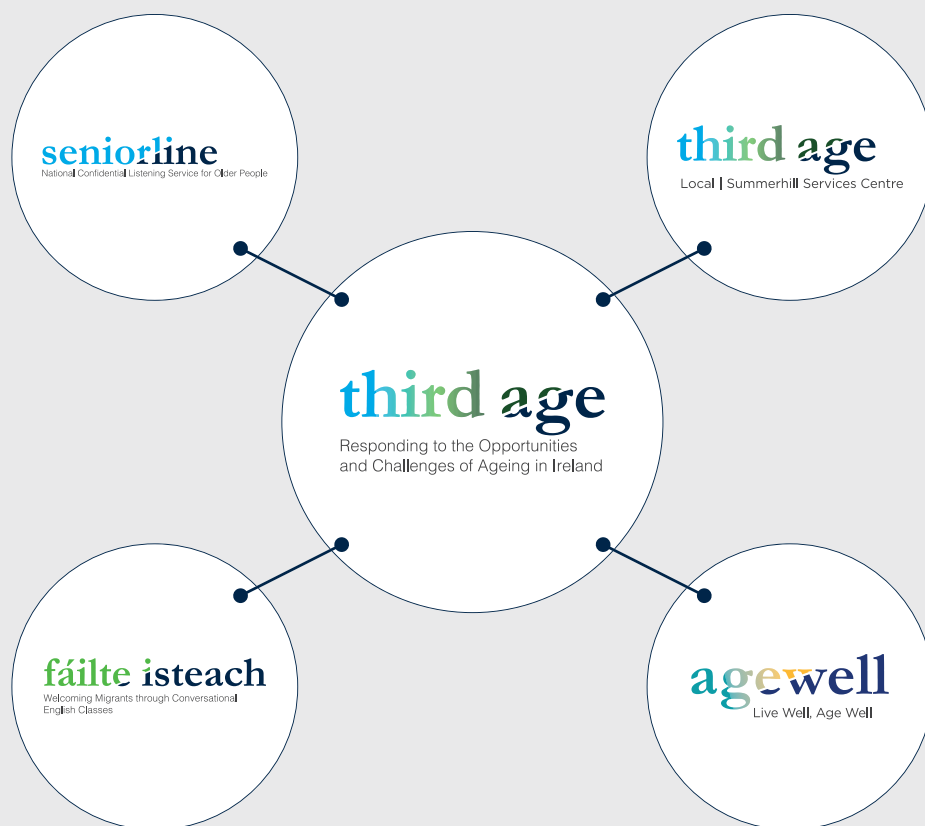 seniorline
National Confidential Listening Service for Older People
third age
Local | Summerhill Services Centre
third age
Responding to the Opportunities
and Challenges of Ageing in Ireland
fáilte isteach
Welcoming Migrants through Conversational
English Classes
agewell
Live Well, Age Well